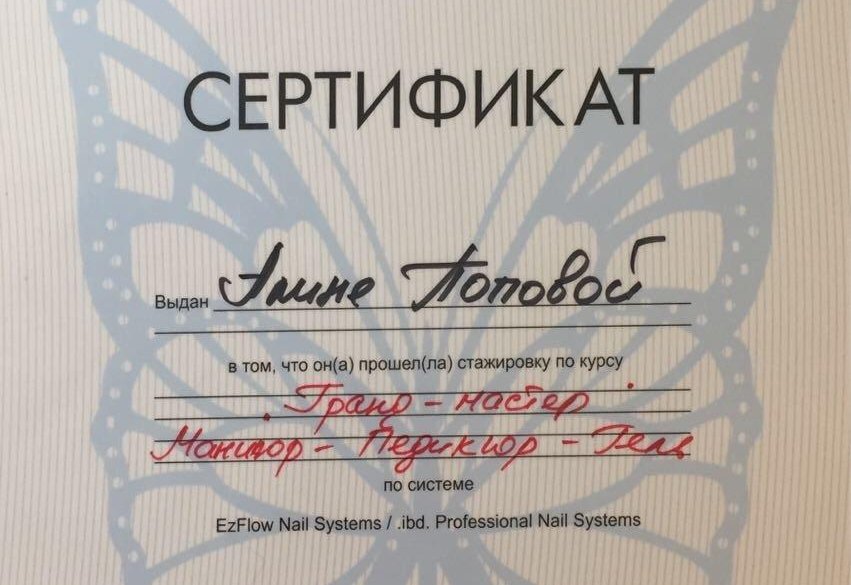 СЕРТИФИКАТ
Выдан Алине Поповой
в том, что он(а) прошел(ла) стажировку по курсу
"Гранд - мастер"
Маникюр - Педикюр - Гель
по системе
EzFlow Nail Systems / .ibd. Professional Nail Systems